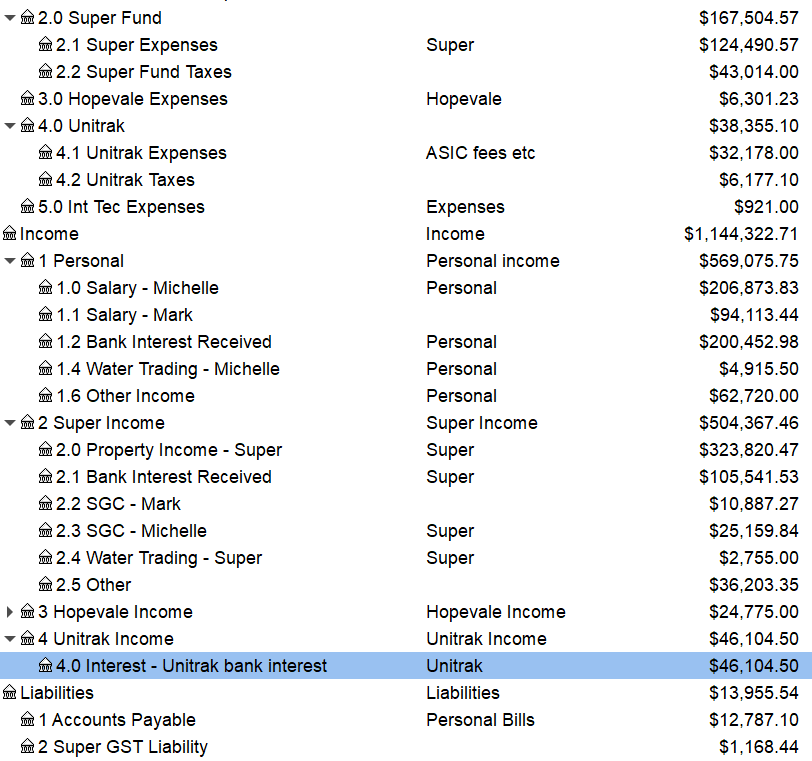 2.0 Super Fund $167,504.57
2.1 Super Expenses Super $124,490.57
2.2 Super Fund Taxes $43,014.00
3.0 Hopevale Expenses Hopevale $6,301.23
4.0 Unitrak $38,355.10
4.1 Unitrak Expenses ASIC fees etc $32,178.00
4.2 Unitrak Taxes $6,177.10
5.0 Int Tec Expenses Expenses $921.00
Income Income $1,144,322.71
1 Personal Personal income $569,075.75
1.0 Salary - Michelle Personal $206,873.83
1.1 Salary - Mark $94,113.44
1.2 Bank Interest Received Personal $200,452.98
1.4 Water Trading - Michelle Personal $4,915.50
1.6 Other Income Personal $62,720.00
2 Super Income Super Income $504,367.46
2.0 Property Income - Super Super $323,820.47
2.1 Bank Interest Received Super $105,541.53
2.2 SGC - Mark $10,887.27
2.3 SGC - Michelle Super $25,159.84
2.4 Water Trading - Super Super $2,755.00
2.5 Other $36,203.35
3 Hopevale Income Hopevale Income $24,775.00
4 Unitrak Income Unitrak Income $46,104.50
4.0 Interest - Unitrak bank interest Unitrak $46,104.50
Liabilities Liabilities $13,955.54
1 Accounts Payable Personal Bills $12,787.10
2 Super GST Liability $1,168.44